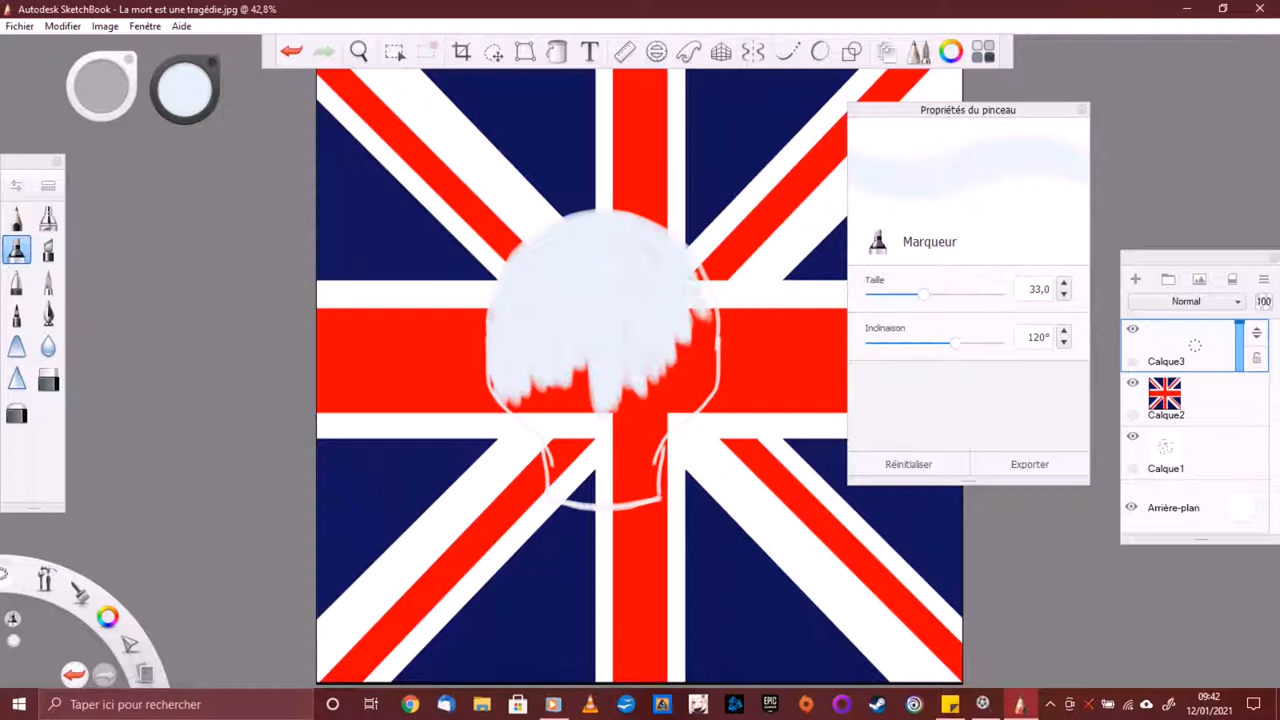 Autodesk SketchBook - La mort est une tragédie.jpg @ 42,8%
Fichier Modifier Image Fenêtre Aide
Propriétés du pinceau
Marqueur
Taille
33,0
Inclinaison
120°
Réinitialiser Exporter
Normal 100
Calque3
Calque2
Calque1
Arrière-plan
Taper ici pour rechercher
09:42
12/01/2021